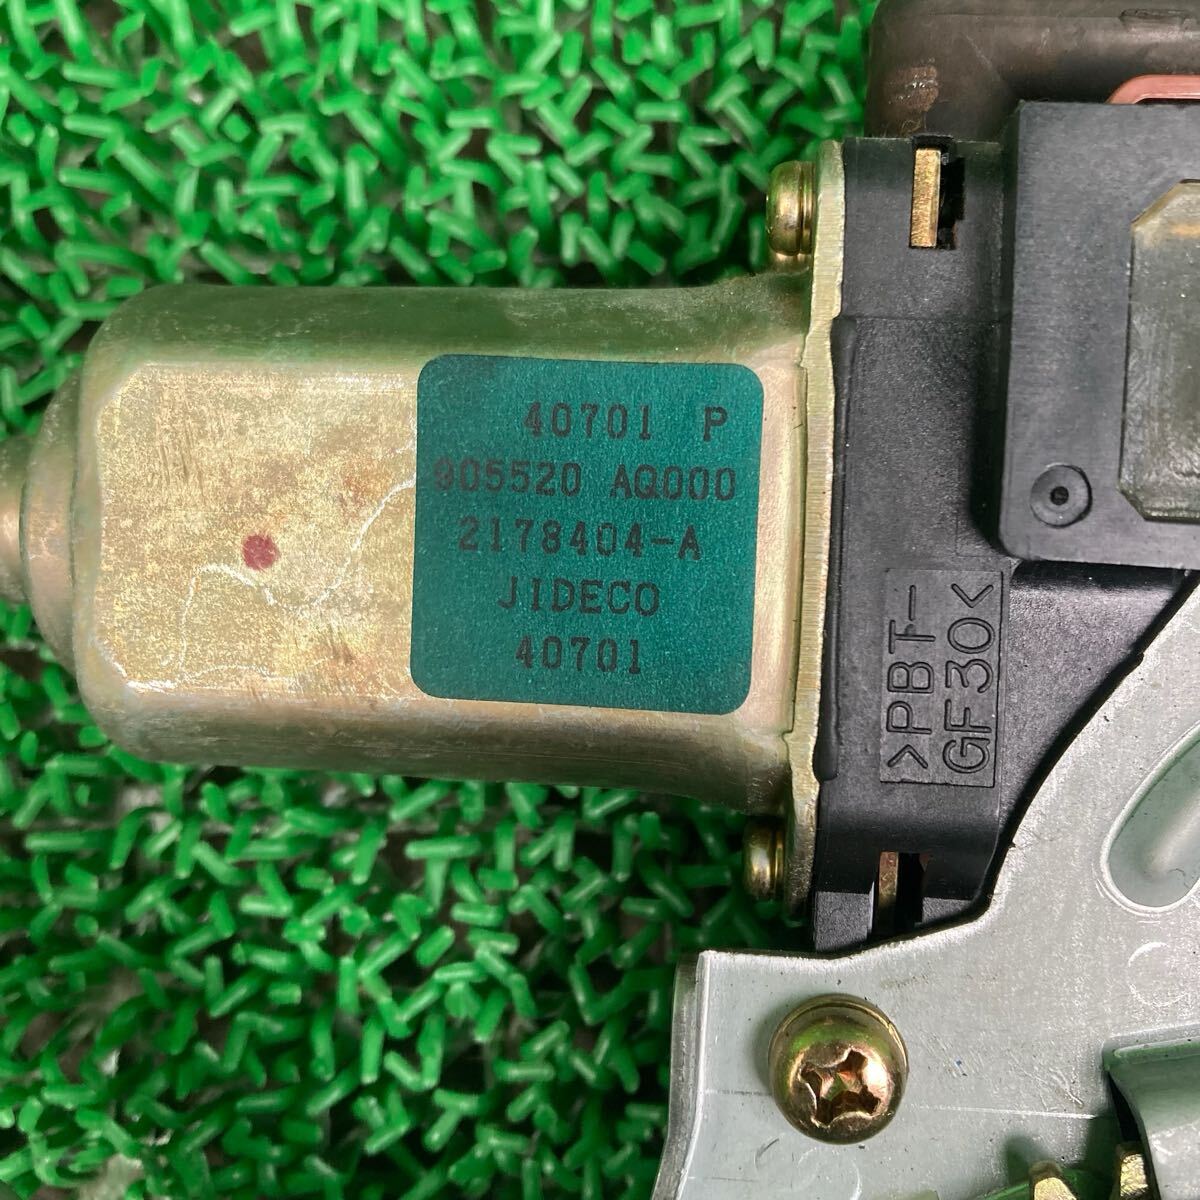 40701 P
905520 AQ000
2178404-A
JIDECO
40701
>PBT-
GF30<